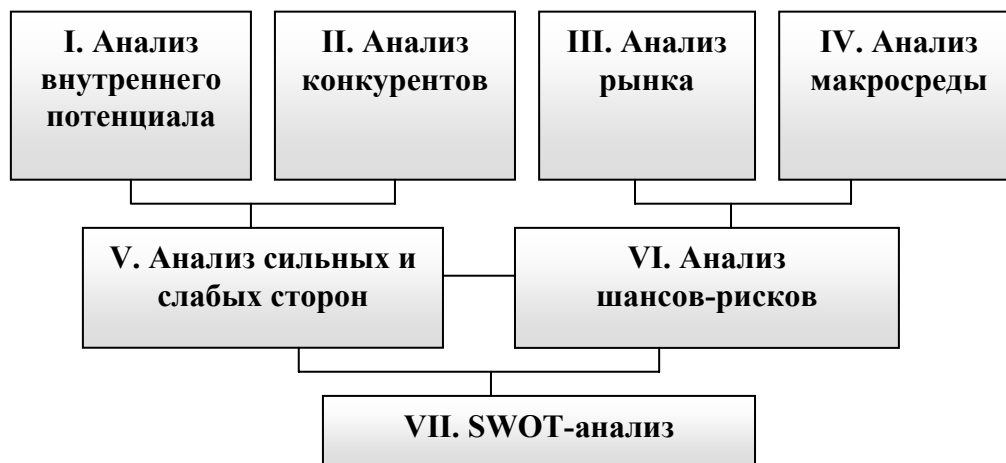 I. Анализ
внутреннего
потенциала
II. Анализ
конкурентов
III. Анализ
рынка
IV. Анализ
макросреды
V. Анализ сильных и
слабых сторон
VI. Анализ
шансов-рисков
VII. SWOT-анализ